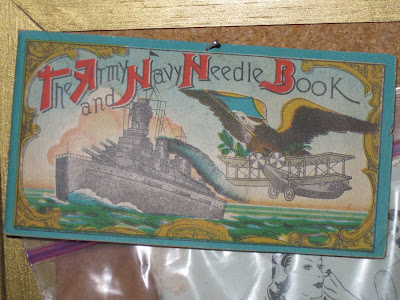 The Army Navy Needle Book
and